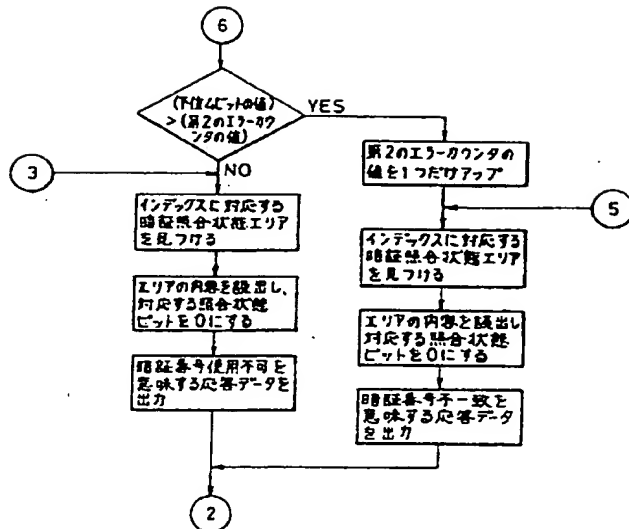 6
(下位4ビットの値)
> (第2のエラーカウ
ンタの値)
YES
NO
3
第2のエラーカウンタの
値を1つだけアップ
5
インデックスに対応する
暗証照合状態エリア
を見つける
インデックスに対応する
暗証照合状態エリア
を見つける
エリアの内容を読出し、
対応する照合状態
ビットを0にする
エリアの内容を読出し
対応する照合状態
ビットを0にする
暗証番号使用不可を
意味する応答データを
出力
暗証番号不一致を
意味する応答データ
を出力
2